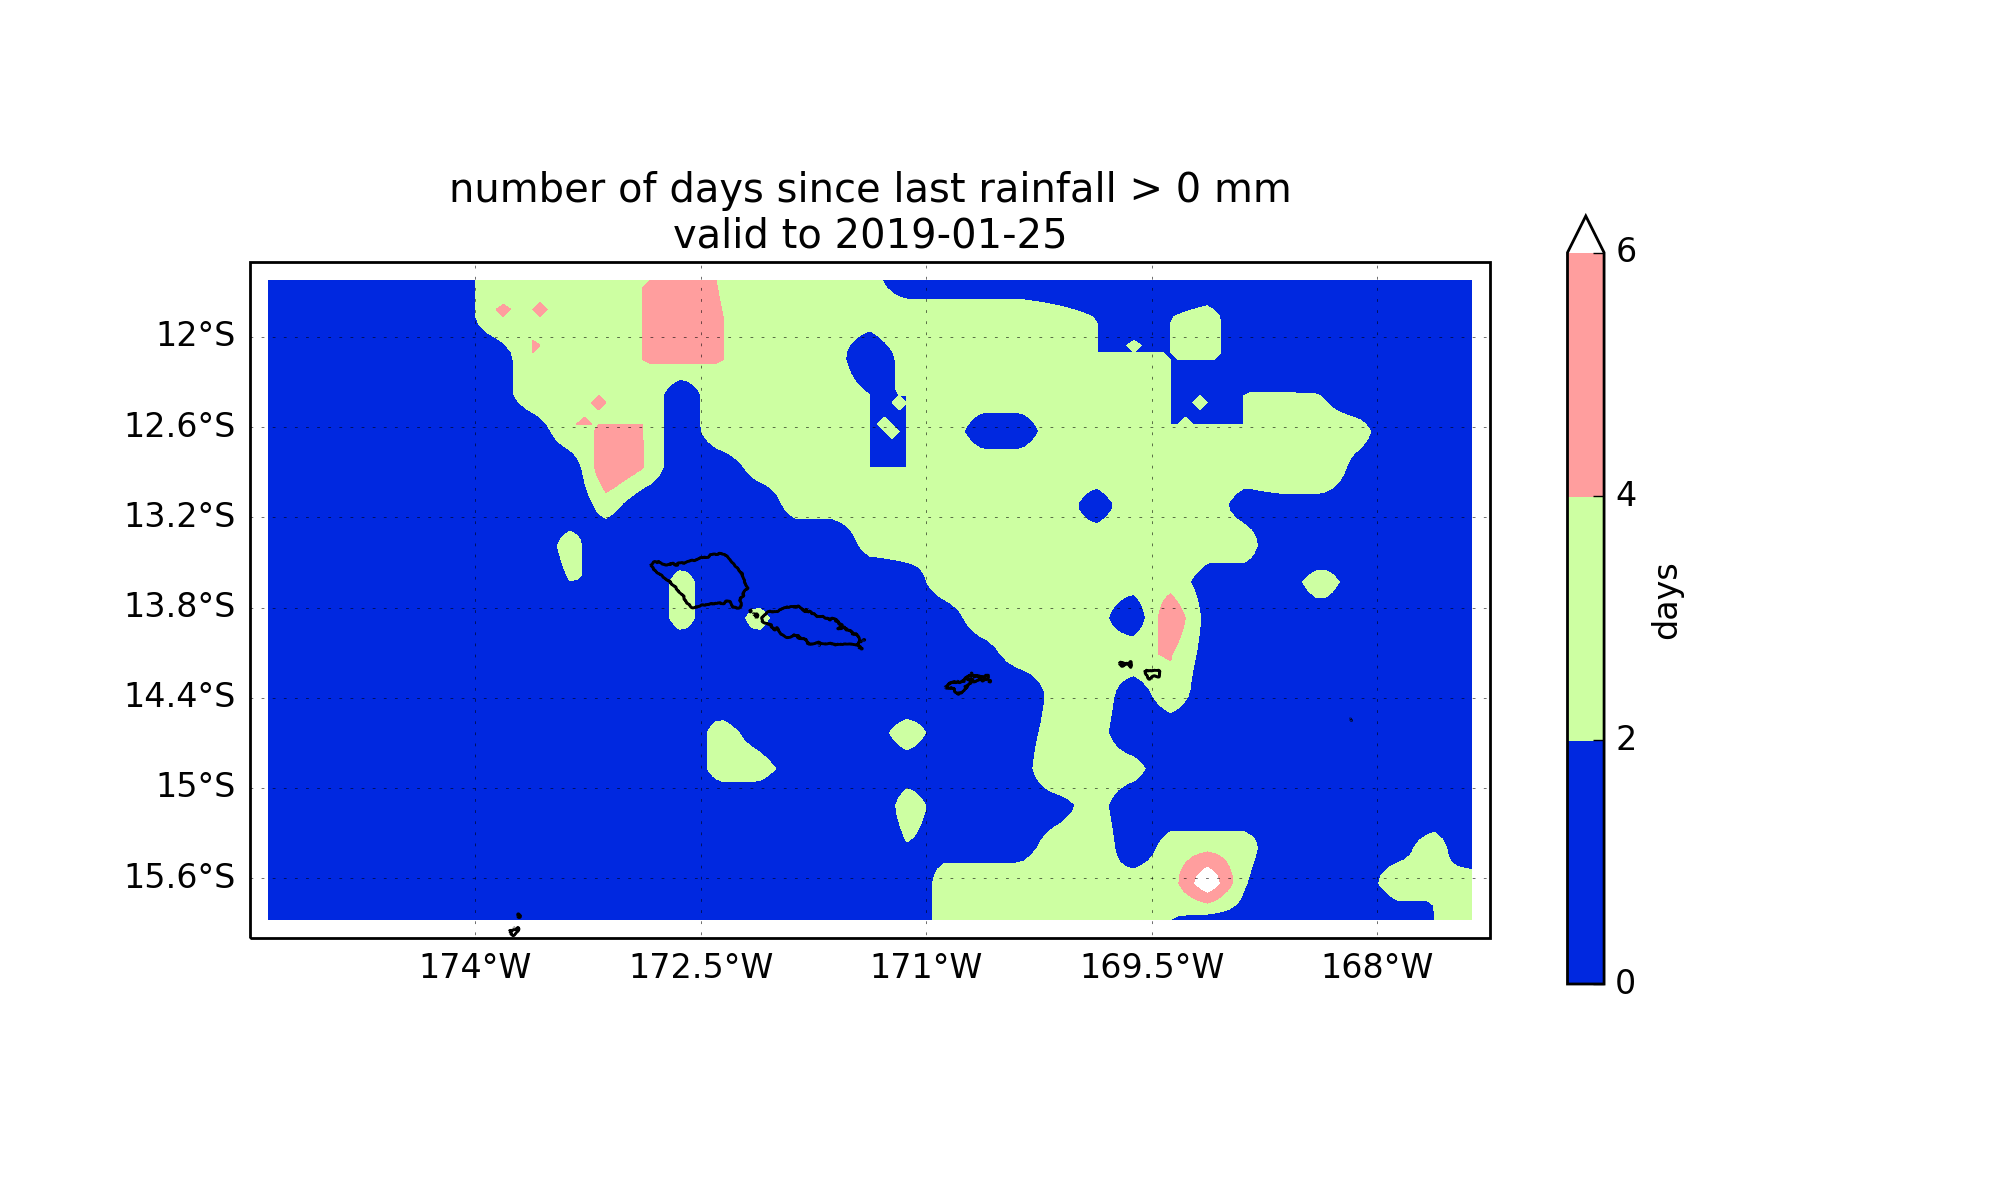 number of days since last rainfall > 0 mm
valid to 2019-01-25
12°S
12.6°S
13.2°S
13.8°S
14.4°S
15°S
15.6°S
174°W 172.5°W 171°W 169.5°W 168°W
6
4
2
0
days